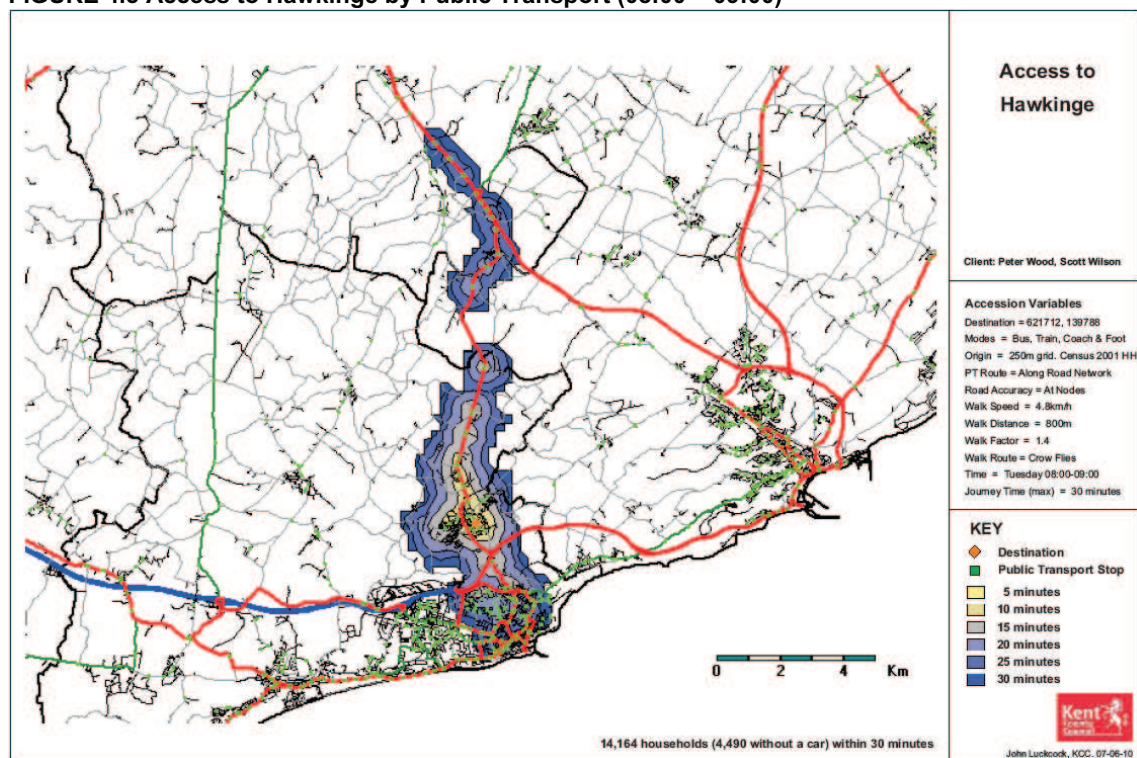 Access to
Hawkinge
Client: Peter Wood, Scott Wilson
Accession Variables
Destination = 621712, 139788
Modes = Bus, Train, Coach & Foot
Origin = 250m grid. Census 2001 HH
PT Route = Along Road Network
Road Accuracy = At Nodes
Walk Speed = 4.8km/h
Walk Distance = 800m
Walk Factor = 1.4
Walk Route = Crow Flies
Time = Tuesday 08:00-09:00
Journey Time (max) = 30 minutes
KEY
Destination
Public Transport Stop
5 minutes
10 minutes
15 minutes
20 minutes
25 minutes
30 minutes
0 2 4 Km
14,164 households (4,490 without a car) within 30 minutes
Kent
County
Council
John Luckcock, KCC. 07-06-10